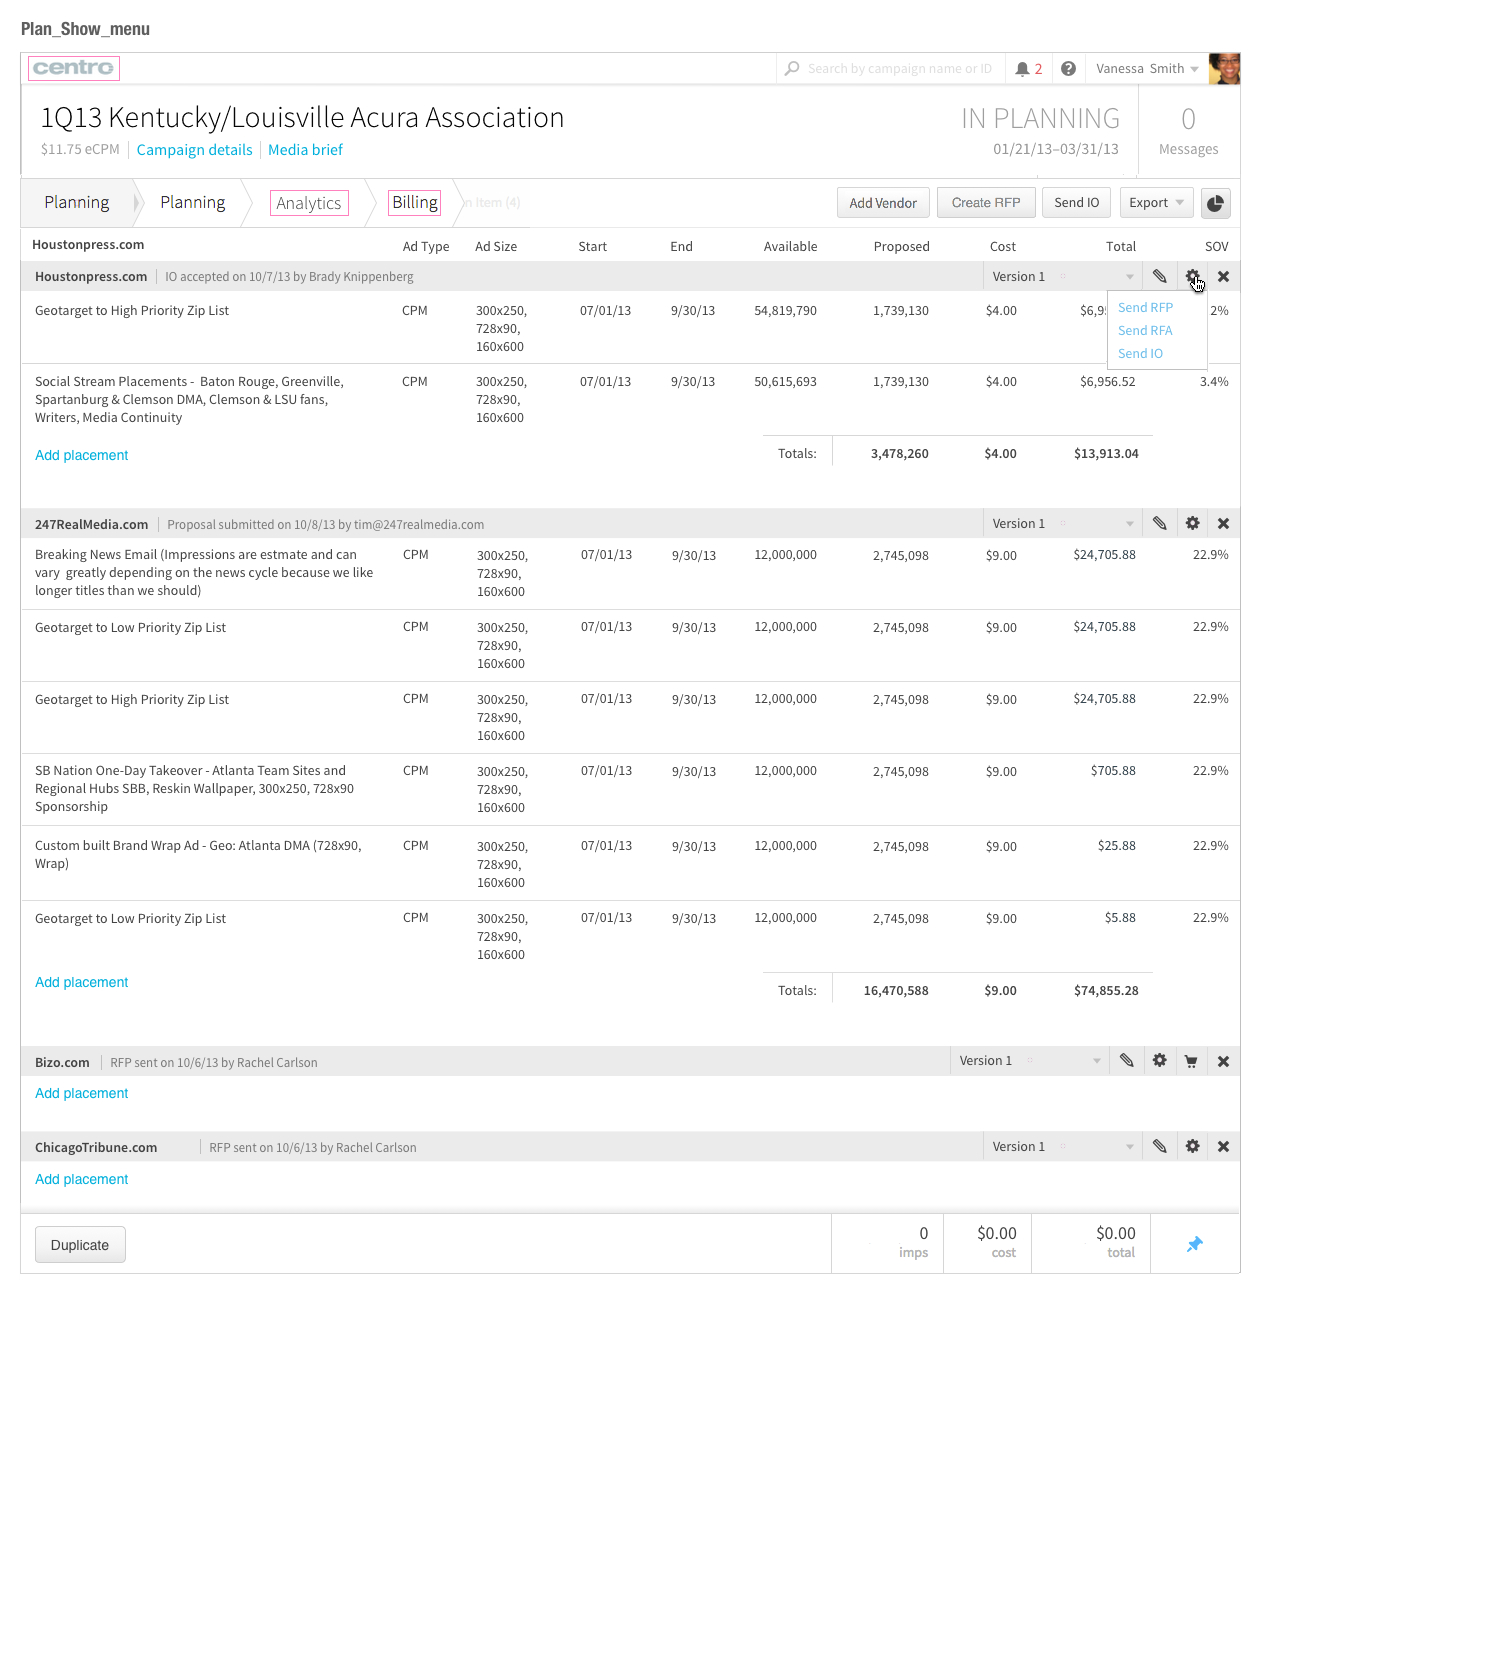 Plan_Show_menu
centro
Search by campaign name or ID
2
Vanessa Smith
1Q13 Kentucky/Louisville Acura Association
IN PLANNING
0
$11.75 eCPM
Campaign details
Media brief
01/21/13–03/31/13
Messages
Planning
Planning
Analytics
Billing
n Item (4)
Add Vendor
Create RFP
Send IO
Export
Houstonpress.com Ad Type Ad Size Start End Available Proposed Cost Total SOV
Houstonpress.com IO accepted on 10/7/13 by Brady Knippenberg Version 1
Geotarget to High Priority Zip List CPM 300x250, 07/01/13 9/30/13 54,819,790 1,739,130 $4.00 $6,95 2%
728x90,
160x600
Send RFP
Send RFA
Send IO
Social Stream Placements - Baton Rouge, Greenville, CPM 300x250, 07/01/13 9/30/13 50,615,693 1,739,130 $4.00 $6,956.52 3.4%
Spartanburg & Clemson DMA, Clemson & LSU fans, 728x90,
Writers, Media Continuity 160x600
Add placement Totals: 3,478,260 $4.00 $13,913.04
247RealMedia.com Proposal submitted on 10/8/13 by tim@247realmedia.com Version 1
Breaking News Email (Impressions are estmate and can CPM 300x250, 07/01/13 9/30/13 12,000,000 2,745,098 $9.00 $24,705.88 22.9%
vary greatly depending on the news cycle because we like 728x90,
longer titles than we should) 160x600
Geotarget to Low Priority Zip List CPM 300x250, 07/01/13 9/30/13 12,000,000 2,745,098 $9.00 $24,705.88 22.9%
728x90,
160x600
Geotarget to High Priority Zip List CPM 300x250, 07/01/13 9/30/13 12,000,000 2,745,098 $9.00 $24,705.88 22.9%
728x90,
160x600
SB Nation One-Day Takeover - Atlanta Team Sites and CPM 300x250, 07/01/13 9/30/13 12,000,000 2,745,098 $9.00 $705.88 22.9%
Regional Hubs SBB, Reskin Wallpaper, 300x250, 728x90 728x90,
Sponsorship 160x600
Custom built Brand Wrap Ad - Geo: Atlanta DMA (728x90, CPM 300x250, 07/01/13 9/30/13 12,000,000 2,745,098 $9.00 $25.88 22.9%
Wrap) 728x90,
160x600
Geotarget to Low Priority Zip List CPM 300x250, 07/01/13 9/30/13 12,000,000 2,745,098 $9.00 $5.88 22.9%
728x90,
160x600
Add placement Totals: 16,470,588 $9.00 $74,855.28
Bizo.com RFP sent on 10/6/13 by Rachel Carlson Version 1
Add placement
ChicagoTribune.com RFP sent on 10/6/13 by Rachel Carlson Version 1
Add placement
Duplicate 0 $0.00 $0.00
imps cost total